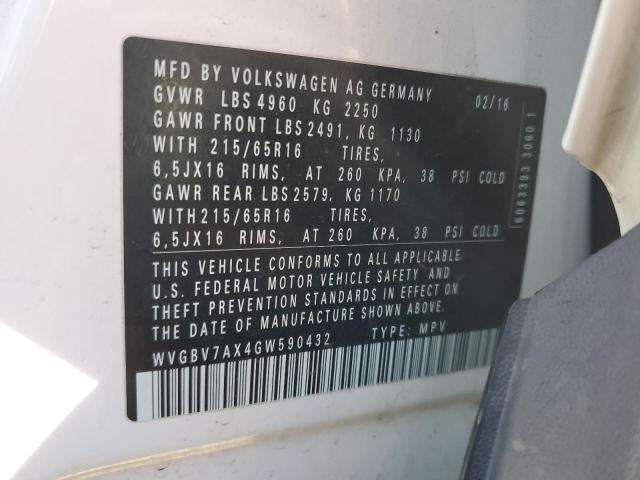 MFD BY VOLKSWAGEN AG GERMANY 02/16
GVWR LBS 4960 KG 2250
GAWR FRONT LBS 2491, KG 1130
WITH 215/65R16 TIRES,
6,5JX16 RIMS, AT 260 KPA, 38 PSI COLD
GAWR REAR LBS 2579, KG 1170
WITH 215/65R16 TIRES,
6,5JX16 RIMS, AT 260 KPA, 38 PSI COLD
THIS VEHICLE CONFORMS TO ALL APPLICABLE
U.S. FEDERAL MOTOR VEHICLE SAFETY AND
THEFT PREVENTION STANDARDS IN EFFECT ON
THE DATE OF MANUFACTURE SHOWN ABOVE.
WVGBV7AX4GW590432 TYPE: MPV
6063393 3060 1